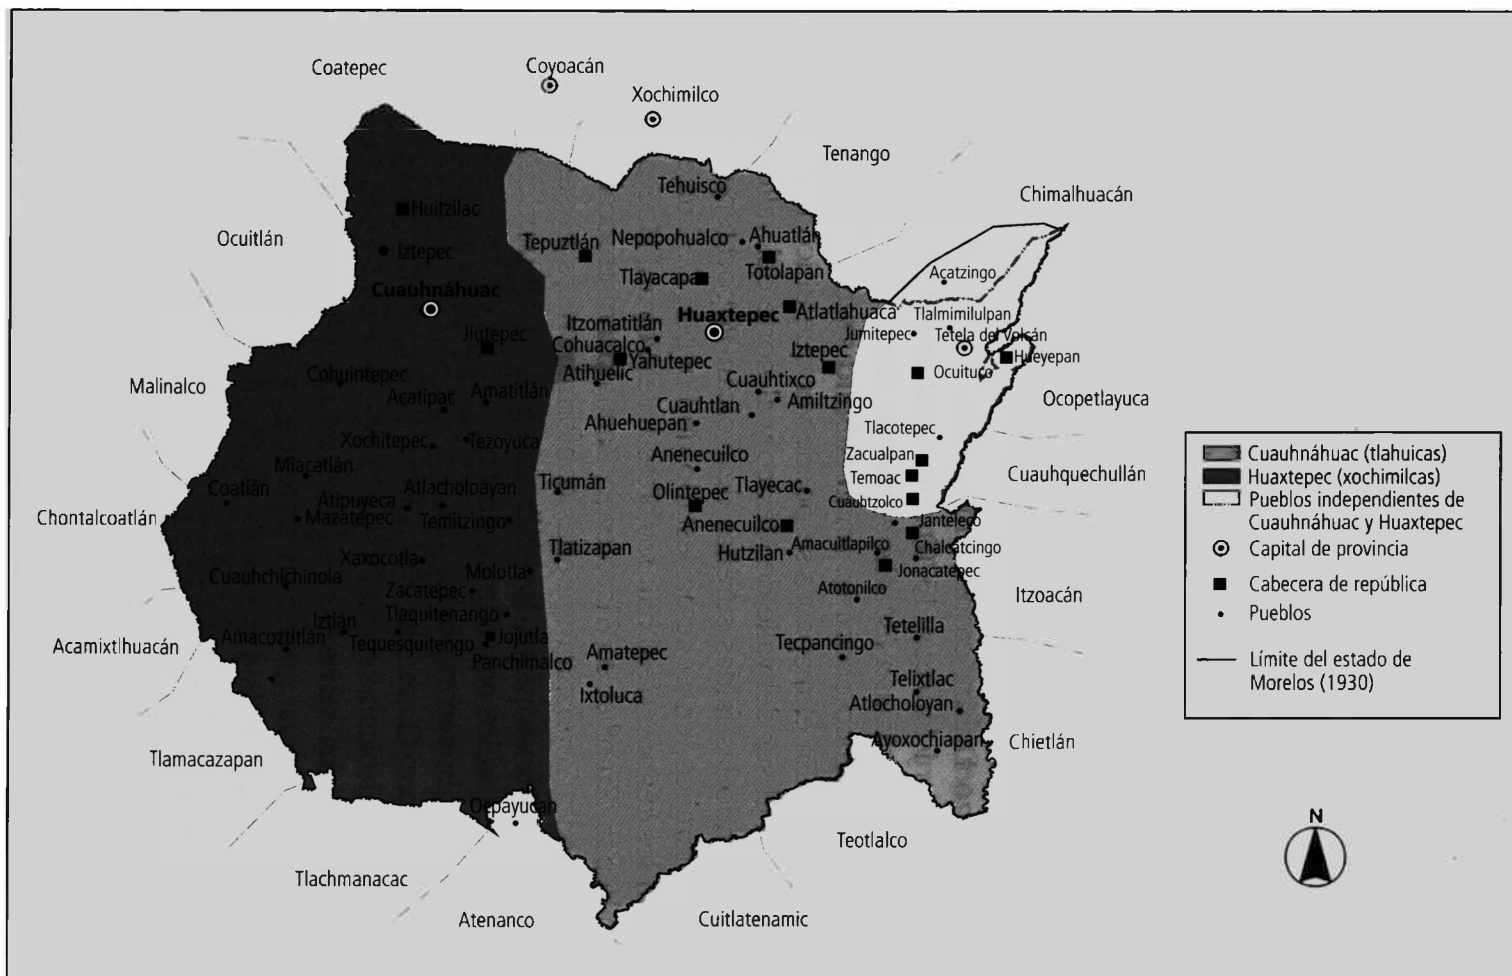 Coatepec
Coyoacán
Xochimilco
Tenango
Chimalhuacán
Tehuisco
Huitzilac
Ocuitlán
Iztepec
Tepuztlán
Nepopohualco
Ahuatlán
Tlayacapan
Totolapan
Acatzingo
Cuauhnáhuac
Huaxtepec
Atlatlahuaca
Tlalmimilulpan
Itzomatitlán
Jumitepec
Tetela del Volcán
Jiutepec
Cohuacalco
Yahutepec
Iztepec
Hueyepan
Malinalco
Cohuintepec
Atihuelic
Cuauhtixco
Ocuituco
Acatipac
Amatitlán
Cuauhtlan
Amiltzingo
Ocopetlayuca
Ahuehuepan
Tlacotepec
Xochitepec
Tezoyuca
Anenecuilco
Zacualpan
Cuauhquechullán
Miacatlán
Temoac
Coatlán
Atipuyeca
Atlacholoayan
Ticumán
Olintepec
Tlayecac
Cuauhtzolco
Chontalcoatlán
Mazatepec
Temitzingo
Anenecuilco
Janteleco
Xaxocotla
Tlatizapan
Hutzilan
Amacuitlapilco
Chalcatcingo
Cuauhchichinola
Molotla
Jonacatepec
Zacatepec
Atotonilco
Itzoacán
Iztlán
Tlaquitenango
Amacoztitlán
Tequesquitengo
Jojutla
Tetelilla
Acamixtlhuacán
Panchimalco
Amatepec
Tecpancingo
Ixtoluca
Telixtlac
Atlocholoyan
Tlamacazapan
Ayoxochiapan
Chietlán
Ocpayucan
Teotlalco
Tlachmanacac
Atenanco
Cuitlatenamic
Cuauhnáhuac (tlahuicas)
Huaxtepec (xochimilcas)
Pueblos independientes de
Cuauhnáhuac y Huaxtepec
Capital de provincia
Cabecera de república
Pueblos
Límite del estado de
Morelos (1930)
N